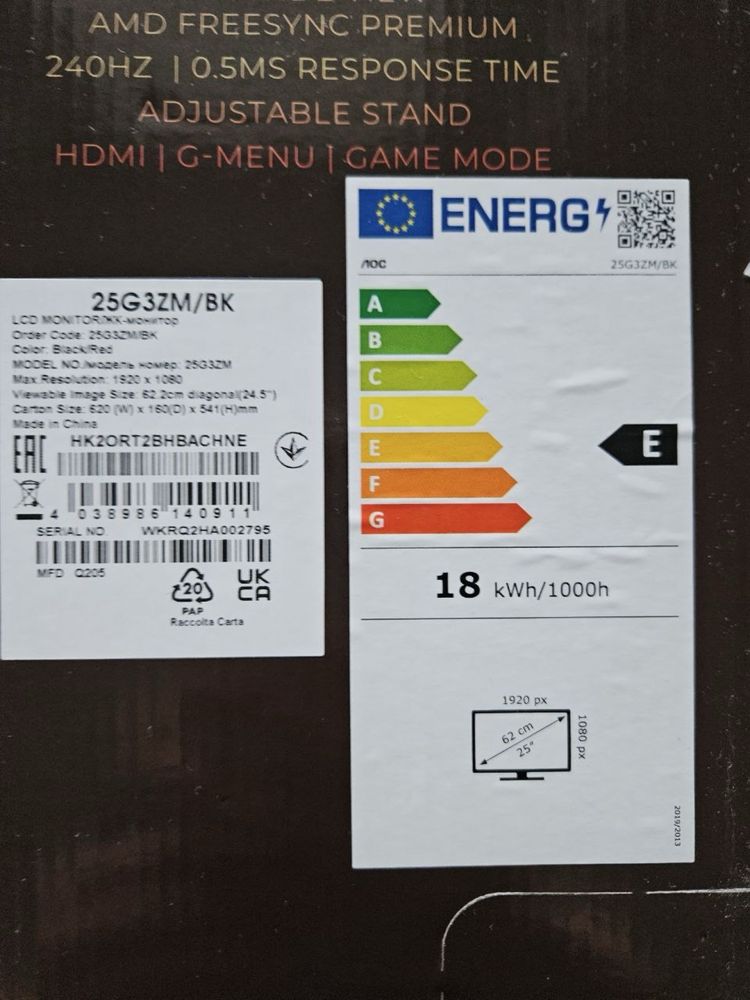 AMD FREESYNC PREMIUM
240HZ | 0.5MS RESPONSE TIME
ADJUSTABLE STAND
HDMI | G-MENU | GAME MODE
25G3ZM/BK
LCD MONITOR/ЖК-монитор
Order Code: 25G3ZM/BK
Color: Black/Red
MODEL NO./модель номер: 25G3ZM
Max.Resolution: 1920 x 1080
Viewable Image Size: 62.2cm diagonal(24.5")
Carton Size: 620 (W) x 160(D) x 541(H)mm
Made in China
EAC
HK2ORT2BHBACHNE
4 038986 140911
SERIAL NO. WKRQ2HA002795
MFD Q205
20
PAP
Raccolta Carta
UK
CA
ENERG
AOC 25G3ZM/BK
A
B
C
D
E
F
G
E
18 kWh/1000h
1920 px
1080 px
62 cm
25"
2019/2013